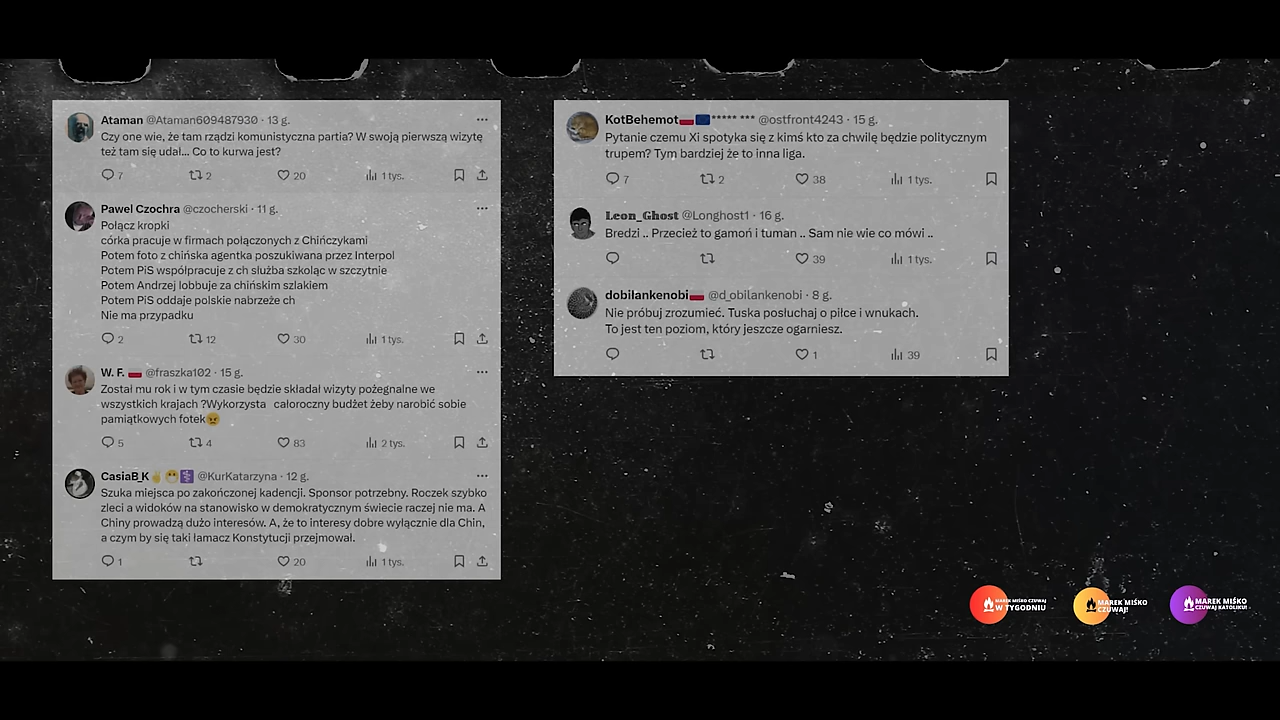 Ataman @Ataman609487930 · 13 g.
Czy one wie, że tam rządzi komunistyczna partia? W swoją pierwszą wizytę
też tam się udał... Co to kurwa jest?
7 2 20 1 tys.
Pawel Czochra @czocherski · 11 g.
Połącz kropki
córka pracuje w firmach połączonych z Chińczykami
Potem foto z chińska agentka poszukiwana przez Interpol
Potem PiS współpracuje z ch służba szkoląc w szczytnie
Potem Andrzej lobbuje za chińskim szlakiem
Potem PiS oddaje polskie nabrzeże ch
Nie ma przypadku
2 12 30 1 tys.
W. F. 🇵🇱 @fraszka102 · 15 g.
Został mu rok i w tym czasie będzie składał wizyty pożegnalne we
wszystkich krajach ?Wykorzysta całoroczny budżet żeby narobić sobie
pamiątkowych fotek😠
5 4 83 2 tys.
CasiaB_K @KurKatarzyna · 12 g.
Szuka miejsca po zakończonej kadencji. Sponsor potrzebny. Roczek szybko
zleci a widoków na stanowisko w demokratycznym świecie raczej nie ma. A
Chiny prowadzą dużo interesów. A, że to interesy dobre wyłącznie dla Chin,
a czym by się taki łamacz Konstytucji przejmował.
1 20 1 tys.
KotBehemot🇵🇱🇪🇺***** *** @ostfront4243 · 15 g.
Pytanie czemu Xi spotyka się z kimś kto za chwilę będzie politycznym
trupem? Tym bardziej że to inna liga.
7 2 38 1 tys.
Leon_Ghost @Longhost1 · 16 g.
Bredzi .. Przecież to gamoń i tuman .. Sam nie wie co mówi ..
39 1 tys.
dobilankenobi🇵🇱 @d_obilankenobi · 8 g.
Nie próbuj zrozumieć. Tuska posłuchaj o piłce i wnukach.
To jest ten poziom, który jeszcze ogarniesz.
1 39
MAREK MIŚKO CZUWAJ
W TYGODNIU
MAREK MIŚKO
CZUWAJ!
MAREK MIŚKO
CZUWAJ KATOLIKU!